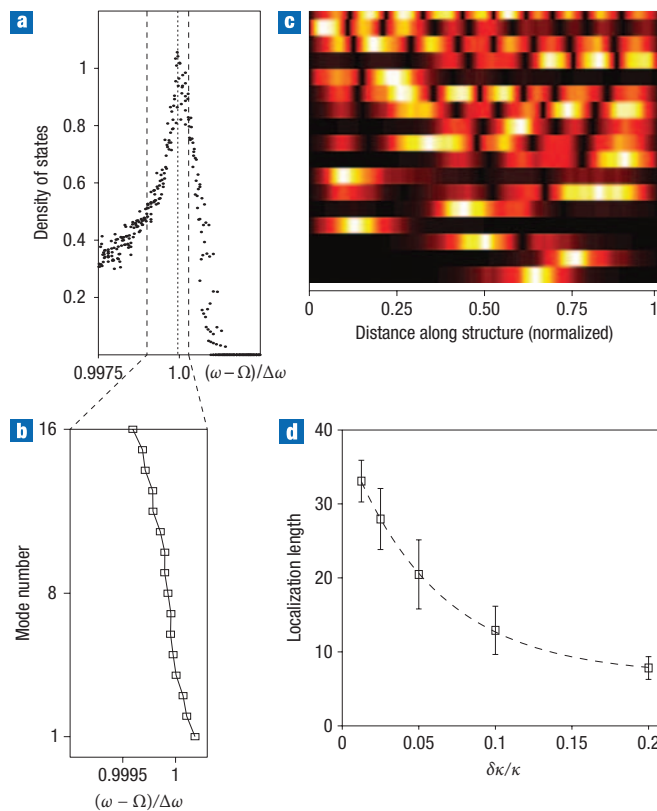 a
Density of states
1
0.8
0.6
0.4
0.2
0.9975
1.0
(ω – Ω)/Δω
c
0
0.25
0.50
0.75
1
Distance along structure (normalized)
b
Mode number
16
8
1
0.9995
1
(ω – Ω)/Δω
d
Localization length
40
30
20
10
0
0
0.05
0.1
0.15
0.2
δκ/κ